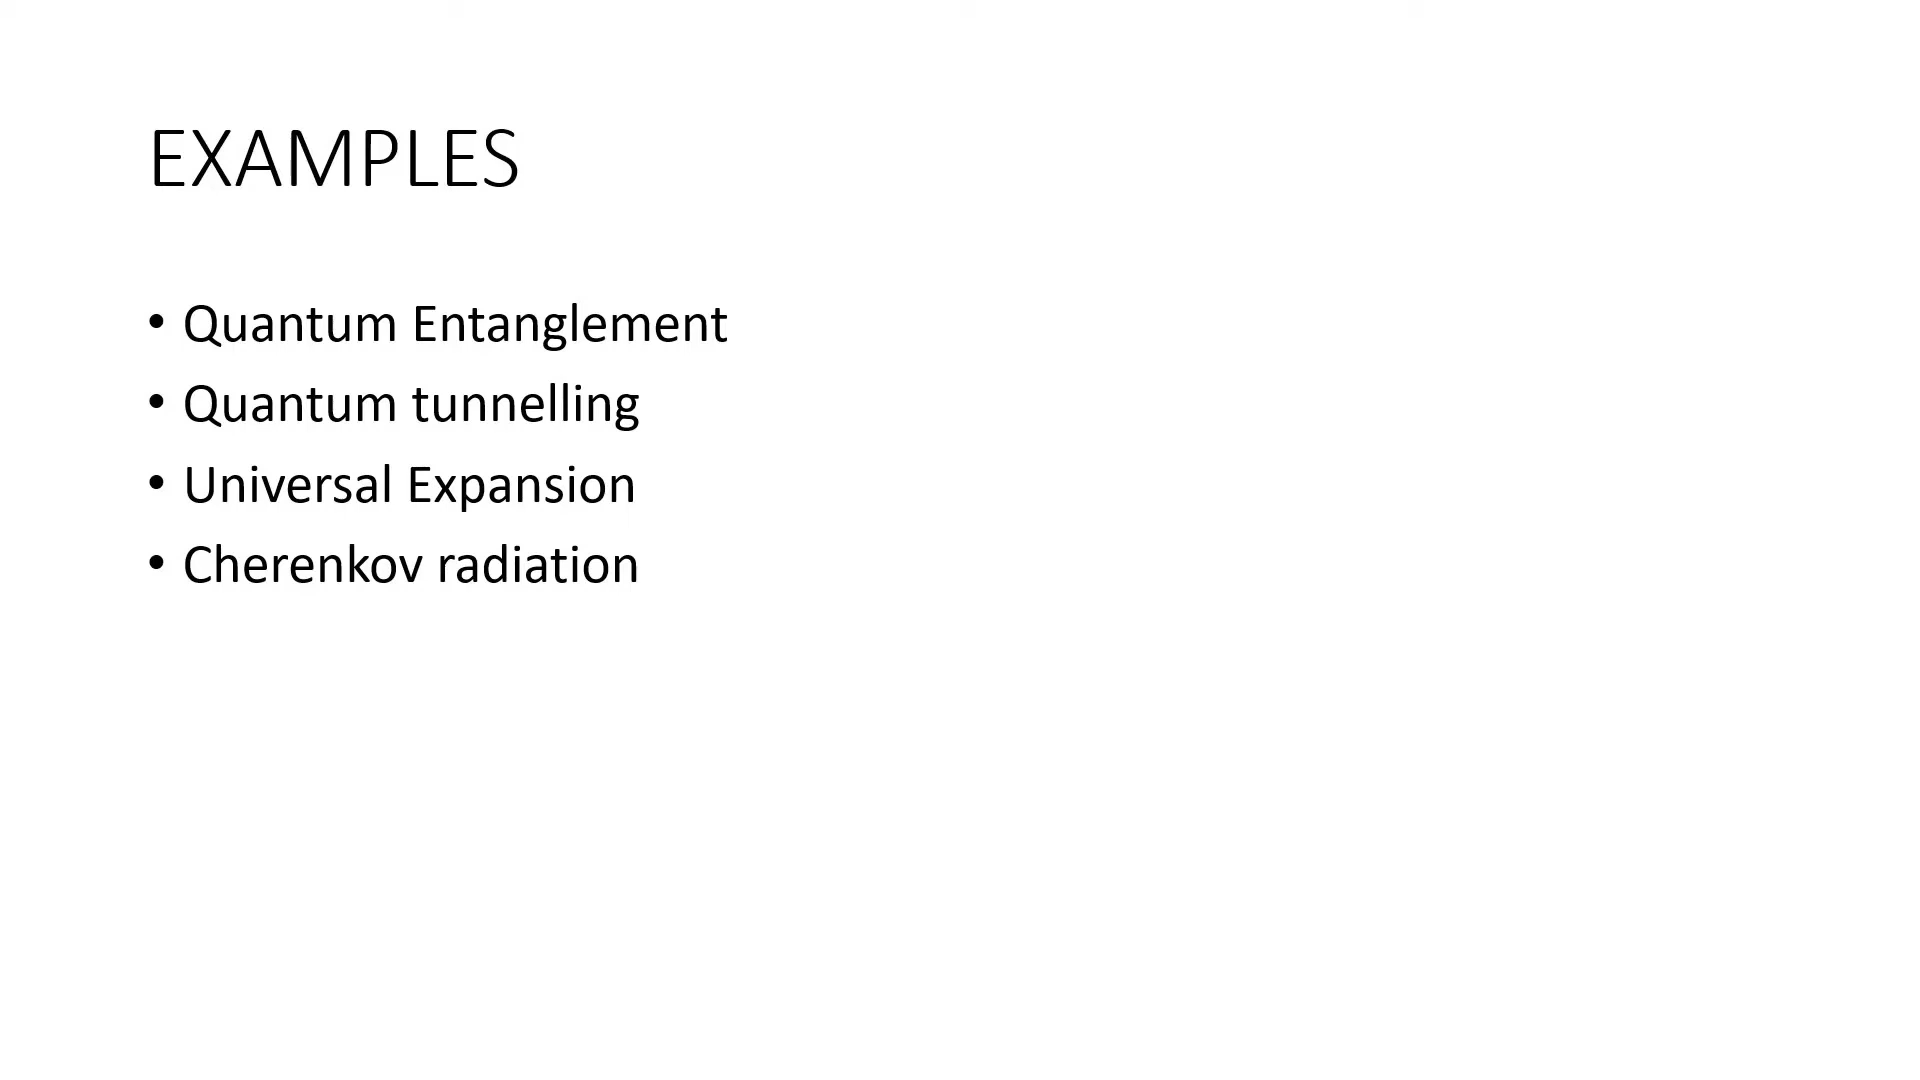 EXAMPLES
• Quantum Entanglement
• Quantum tunnelling
• Universal Expansion
• Cherenkov radiation